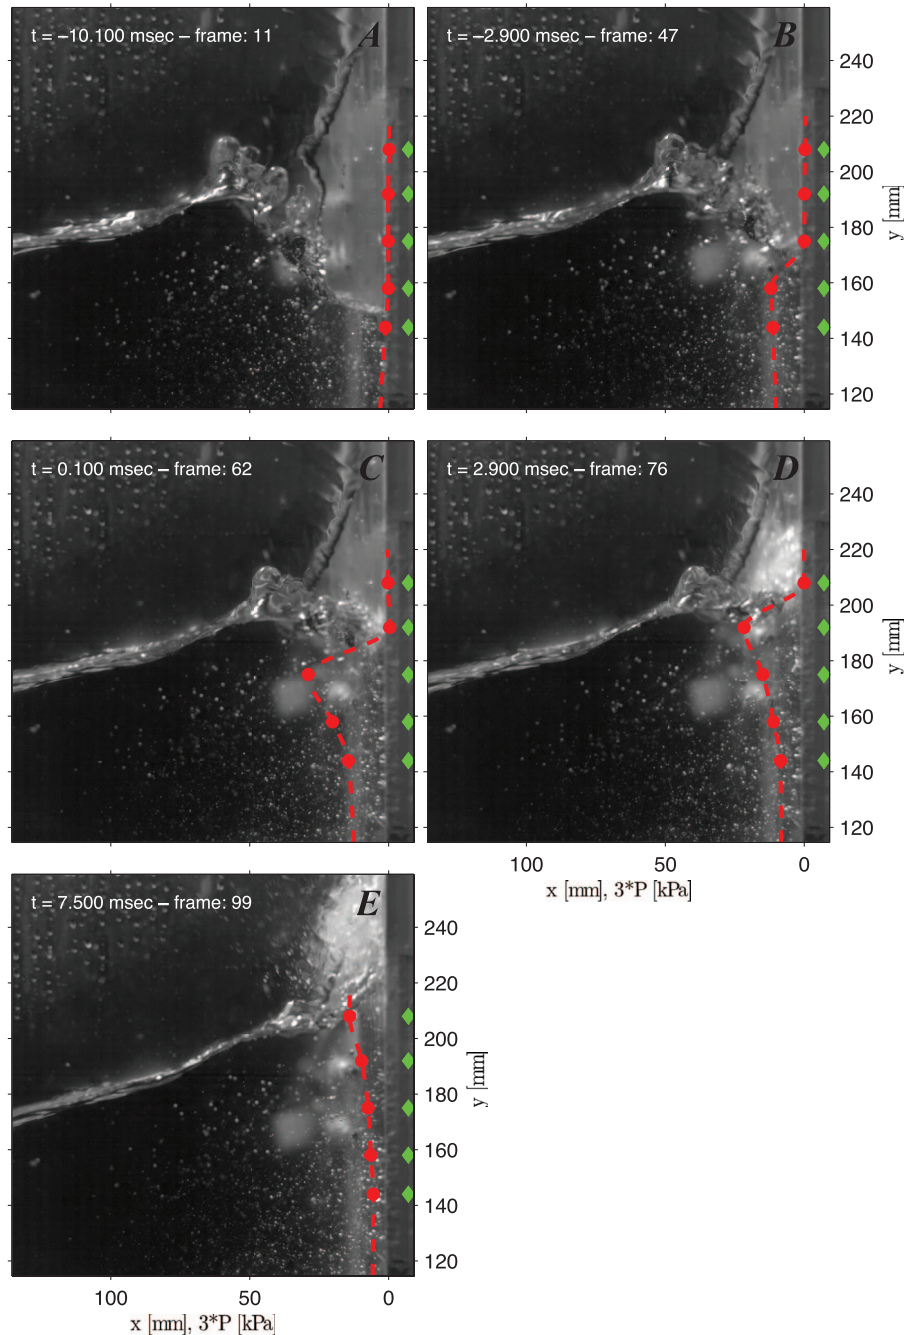 t = −10.100 msec – frame: 11
A
t = −2.900 msec – frame: 47
B
240
220
200
180
160
140
120
y [mm]
t = 0.100 msec – frame: 62
C
t = 2.900 msec – frame: 76
D
240
220
200
180
160
140
120
y [mm]
100 50 0
x [mm], 3*P [kPa]
t = 7.500 msec – frame: 99
E
240
220
200
180
160
140
120
y [mm]
100 50 0
x [mm], 3*P [kPa]